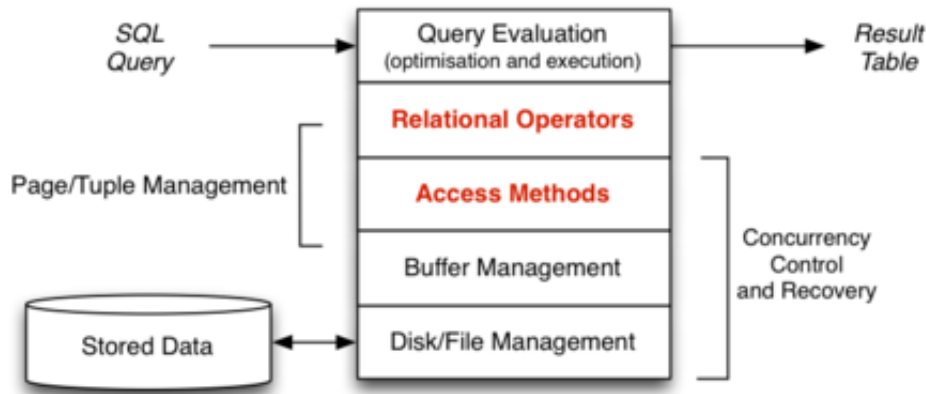 SQL
Query
Query Evaluation
(optimisation and execution)
Result
Table
Relational Operators
Page/Tuple Management
Access Methods
Buffer Management
Concurrency
Control
and Recovery
Stored Data
Disk/File Management